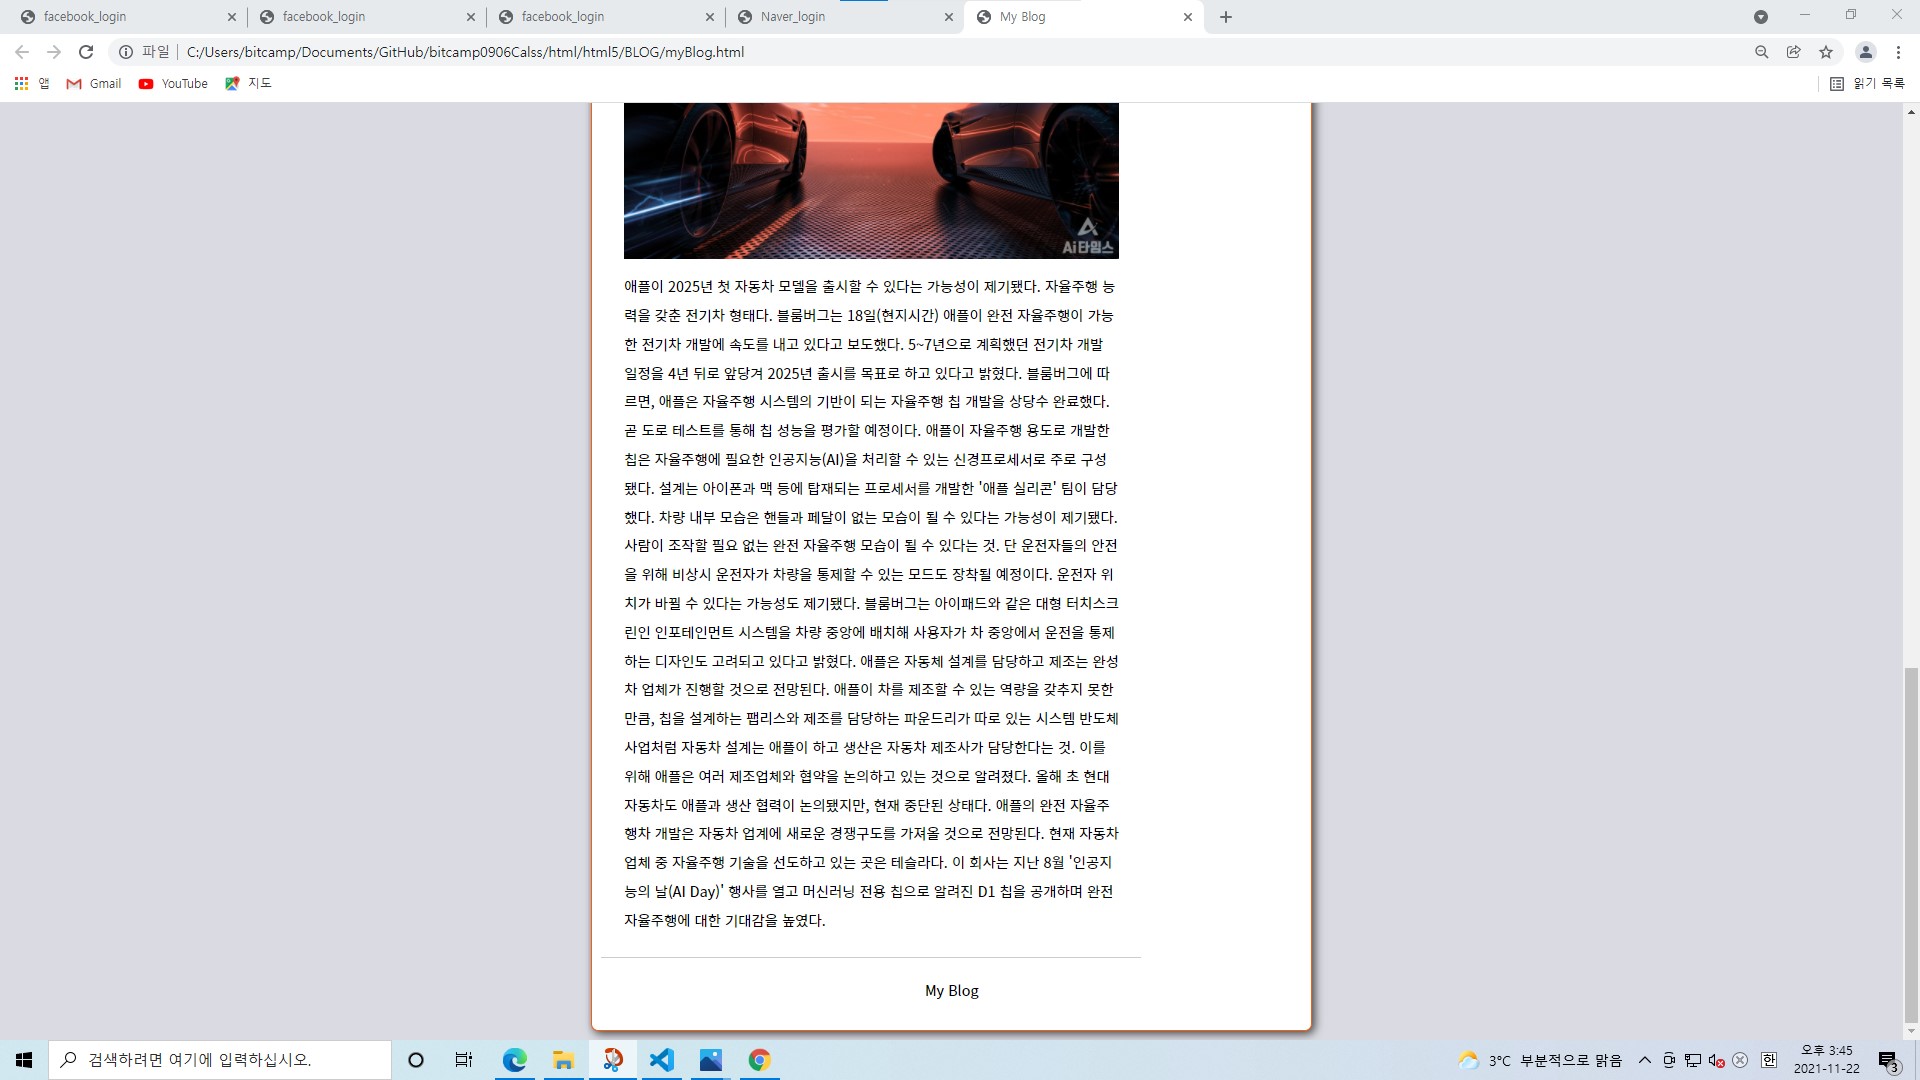 facebook_login
facebook_login
facebook_login
Naver_login
My Blog
파일 C:/Users/bitcamp/Documents/GitHub/bitcamp0906Calss/html/html5/BLOG/myBlog.html
앱 Gmail YouTube 지도 읽기 목록
Ai타임스
애플이 2025년 첫 자동차 모델을 출시할 수 있다는 가능성이 제기됐다. 자율주행 능
력을 갖춘 전기차 형태다. 블룸버그는 18일(현지시간) 애플이 완전 자율주행이 가능
한 전기차 개발에 속도를 내고 있다고 보도했다. 5~7년으로 계획했던 전기차 개발
일정을 4년 뒤로 앞당겨 2025년 출시를 목표로 하고 있다고 밝혔다. 블룸버그에 따
르면, 애플은 자율주행 시스템의 기반이 되는 자율주행 칩 개발을 상당수 완료했다.
곧 도로 테스트를 통해 칩 성능을 평가할 예정이다. 애플이 자율주행 용도로 개발한
칩은 자율주행에 필요한 인공지능(AI)을 처리할 수 있는 신경프로세서로 주로 구성
됐다. 설계는 아이폰과 맥 등에 탑재되는 프로세서를 개발한 '애플 실리콘' 팀이 담당
했다. 차량 내부 모습은 핸들과 페달이 없는 모습이 될 수 있다는 가능성이 제기됐다.
사람이 조작할 필요 없는 완전 자율주행 모습이 될 수 있다는 것. 단 운전자들의 안전
을 위해 비상시 운전자가 차량을 통제할 수 있는 모드도 장착될 예정이다. 운전자 위
치가 바뀔 수 있다는 가능성도 제기됐다. 블룸버그는 아이패드와 같은 대형 터치스크
린인 인포테인먼트 시스템을 차량 중앙에 배치해 사용자가 차 중앙에서 운전을 통제
하는 디자인도 고려되고 있다고 밝혔다. 애플은 자동체 설계를 담당하고 제조는 완성
차 업체가 진행할 것으로 전망된다. 애플이 차를 제조할 수 있는 역량을 갖추지 못한
만큼, 칩을 설계하는 팹리스와 제조를 담당하는 파운드리가 따로 있는 시스템 반도체
사업처럼 자동차 설계는 애플이 하고 생산은 자동차 제조사가 담당한다는 것. 이를
위해 애플은 여러 제조업체와 협약을 논의하고 있는 것으로 알려졌다. 올해 초 현대
자동차도 애플과 생산 협력이 논의됐지만, 현재 중단된 상태다. 애플의 완전 자율주
행차 개발은 자동차 업계에 새로운 경쟁구도를 가져올 것으로 전망된다. 현재 자동차
업체 중 자율주행 기술을 선도하고 있는 곳은 테슬라다. 이 회사는 지난 8월 '인공지
능의 날(AI Day)' 행사를 열고 머신러닝 전용 칩으로 알려진 D1 칩을 공개하며 완전
자율주행에 대한 기대감을 높였다.
My Blog
검색하려면 여기에 입력하십시오.
3°C 부분적으로 맑음
한
오후 3:45
2021-11-22
3